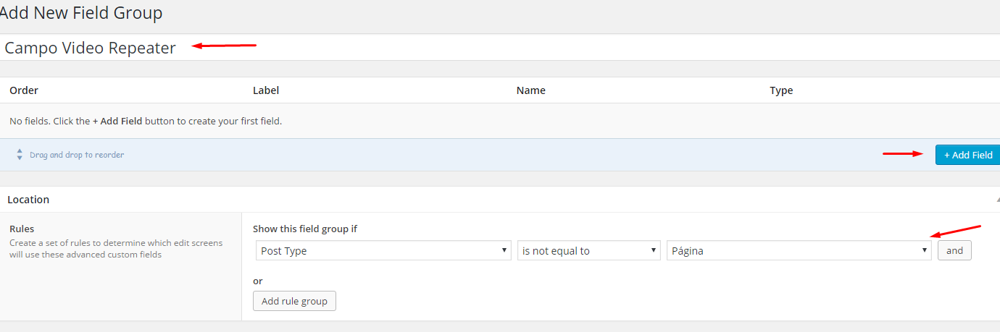 Add New Field Group
Campo Video Repeater
Order Label Name Type
No fields. Click the + Add Field button to create your first field.
Drag and drop to reorder + Add Field
Location
Rules
Create a set of rules to determine which edit screens
will use these advanced custom fields
Show this field group if
Post Type is not equal to Página and
or
Add rule group